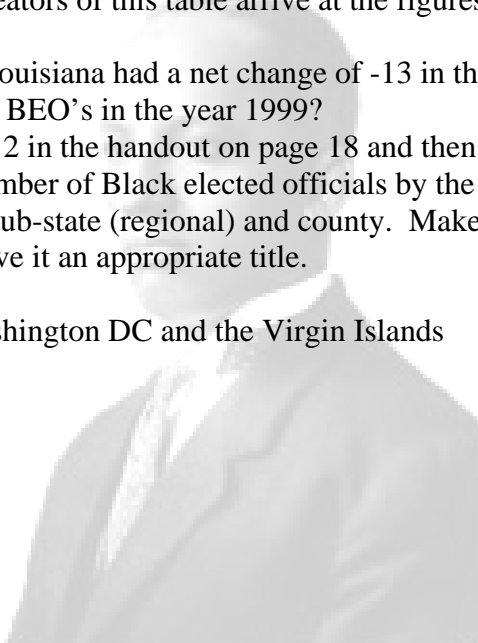 eators of this table arrive at the figures
ouisiana had a net change of -13 in th
BEO’s in the year 1999?
2 in the handout on page 18 and then
mber of Black elected officials by the
ub-state (regional) and county.  Make
ve it an appropriate title.
shington DC and the Virgin Islands